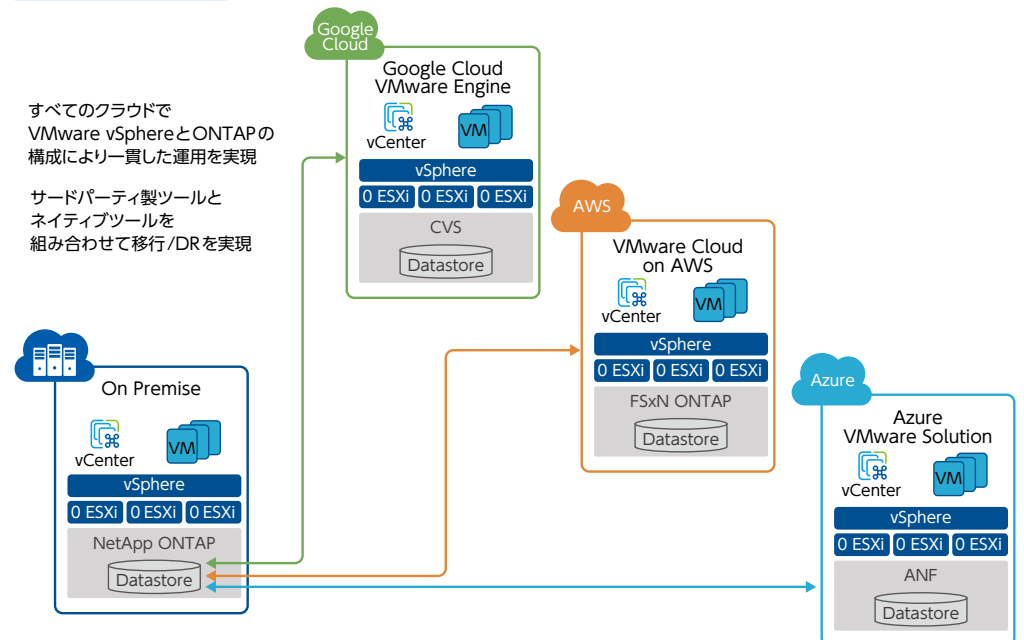 すべてのクラウドで
VMware vSphereとONTAPの
構成により一貫した運用を実現
サードパーティ製ツールと
ネイティブツールを
組み合わせて移行/DRを実現
Google
Cloud
Google Cloud
VMware Engine
vCenter
VM
vSphere
0 ESXi 0 ESXi 0 ESXi
CVS
Datastore
AWS
VMware Cloud
on AWS
vCenter
VM
vSphere
0 ESXi 0 ESXi 0 ESXi
FSxN ONTAP
Datastore
On Premise
vCenter
VM
vSphere
0 ESXi 0 ESXi 0 ESXi
NetApp ONTAP
Datastore
Azure
Azure
VMware Solution
vCenter
VM
vSphere
0 ESXi 0 ESXi 0 ESXi
ANF
Datastore